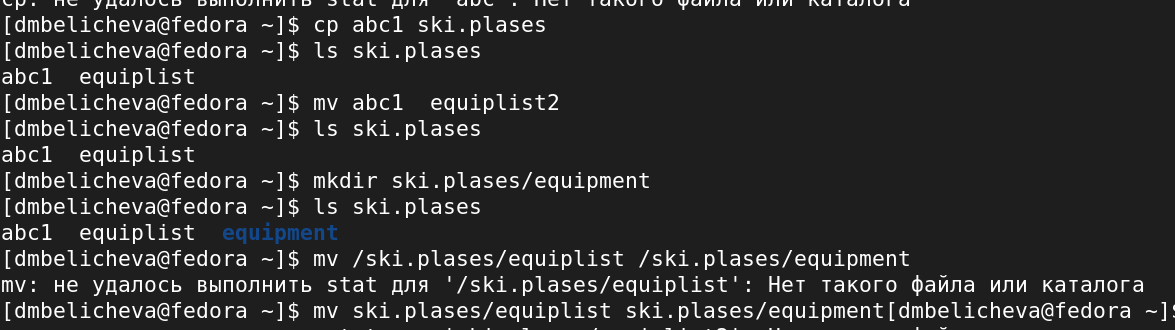 ср: не удалось выполнить stat для 'abc': Нет такого файла или каталога
[dmbelicheva@fedora ~]$ cp abc1 ski.plases
[dmbelicheva@fedora ~]$ ls ski.plases
abc1  equiplist
[dmbelicheva@fedora ~]$ mv abc1  equiplist2
[dmbelicheva@fedora ~]$ ls ski.plases
abc1  equiplist
[dmbelicheva@fedora ~]$ mkdir ski.plases/equipment
[dmbelicheva@fedora ~]$ ls ski.plases
abc1  equiplist  equipment
[dmbelicheva@fedora ~]$ mv /ski.plases/equiplist /ski.plases/equipment
mv: не удалось выполнить stat для '/ski.plases/equiplist': Нет такого файла или каталога
[dmbelicheva@fedora ~]$ mv ski.plases/equiplist ski.plases/equipment[dmbelicheva@fedora ~]